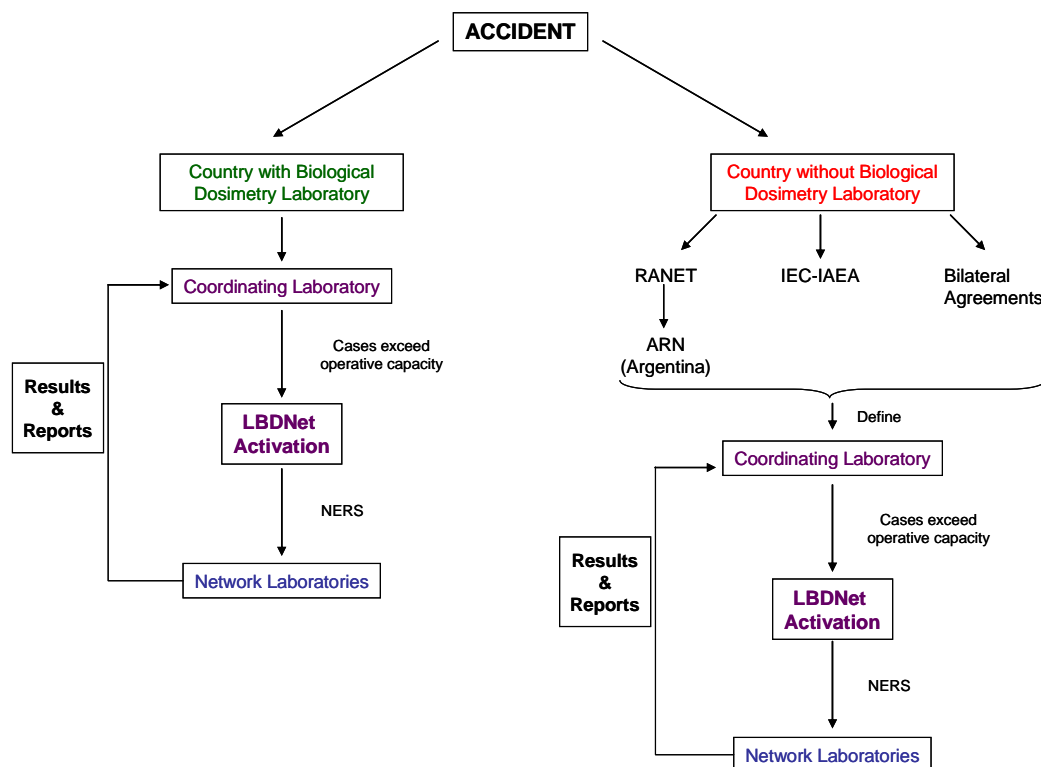 ACCIDENT
Country with Biological
Dosimetry Laboratory
Coordinating Laboratory
Cases exceed
operative capacity
Results
&
Reports
LBDNet
Activation
NERS
Network Laboratories
Country without Biological
Dosimetry Laboratory
RANET
IEC-IAEA
Bilateral
Agreements
ARN
(Argentina)
Define
Coordinating Laboratory
Cases exceed
operative capacity
Results
&
Reports
LBDNet
Activation
NERS
Network Laboratories